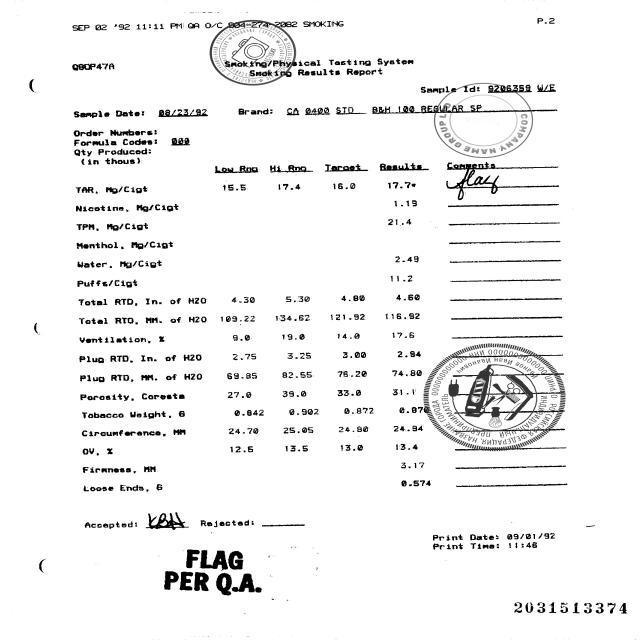 SEP 02 '92 11:11 PM QA O/C 804-274-2082 SMOKING P.2
Q8OP47A
Smoking/Physical Testing System
Smoking Results Report
Sample Id: 9206359 W/E
Sample Date: 08/23/92 Brand: CA 0400 STD B&H 100 REGULAR SP
COMPANY NAME GROUP
Order Numbers:
Formula Codes: 000
Qty Produced:
(in thous)
Low Rng Hi Rng Target Results Comments
TAR, Mg/Cigt 15.5 17.4 16.0 17.7* flag
Nicotine, Mg/Cigt 1.19
TPM, Mg/Cigt 21.4
Menthol, Mg/Cigt
Water, Mg/Cigt 2.49
Puffs/Cigt 11.2
Total RTD, In. of H2O 4.30 5.30 4.80 4.60
Total RTD, MM. of H2O 109.22 134.62 121.92 116.92
Ventilation, % 9.0 19.0 14.0 17.6
Plug RTD, In. of H2O 2.75 3.25 3.00 2.94
Plug RTD, MM. of H2O 69.85 82.55 76.20 74.80
Porosity, Coresta 27.0 39.0 33.0 31.1
Tobacco Weight, G 0.842 0.902 0.872 0.870
Circumference, MM 24.70 25.05 24.80 24.94
OV, % 12.5 13.5 13.0 13.4
Firmness, MM 3.17
Loose Ends, G 0.574
Accepted: KBH Rejected:
Print Date: 09/01/92
Print Time: 11:46
FLAG
PER Q.A.
2031513374